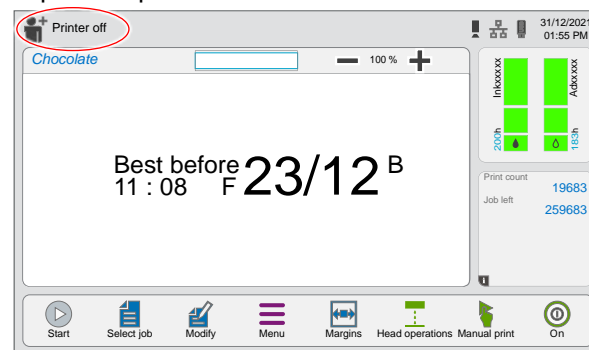 Printer off
31/12/2021
01:55 PM
Chocolate
100 %
Inkxxxxx
Adxxxxx
200h
183h
Best before
11 : 08 F
23/12 B
Print count
19683
Job left
259683
Start
Select job
Modify
Menu
Margins
Head operations
Manual print
On